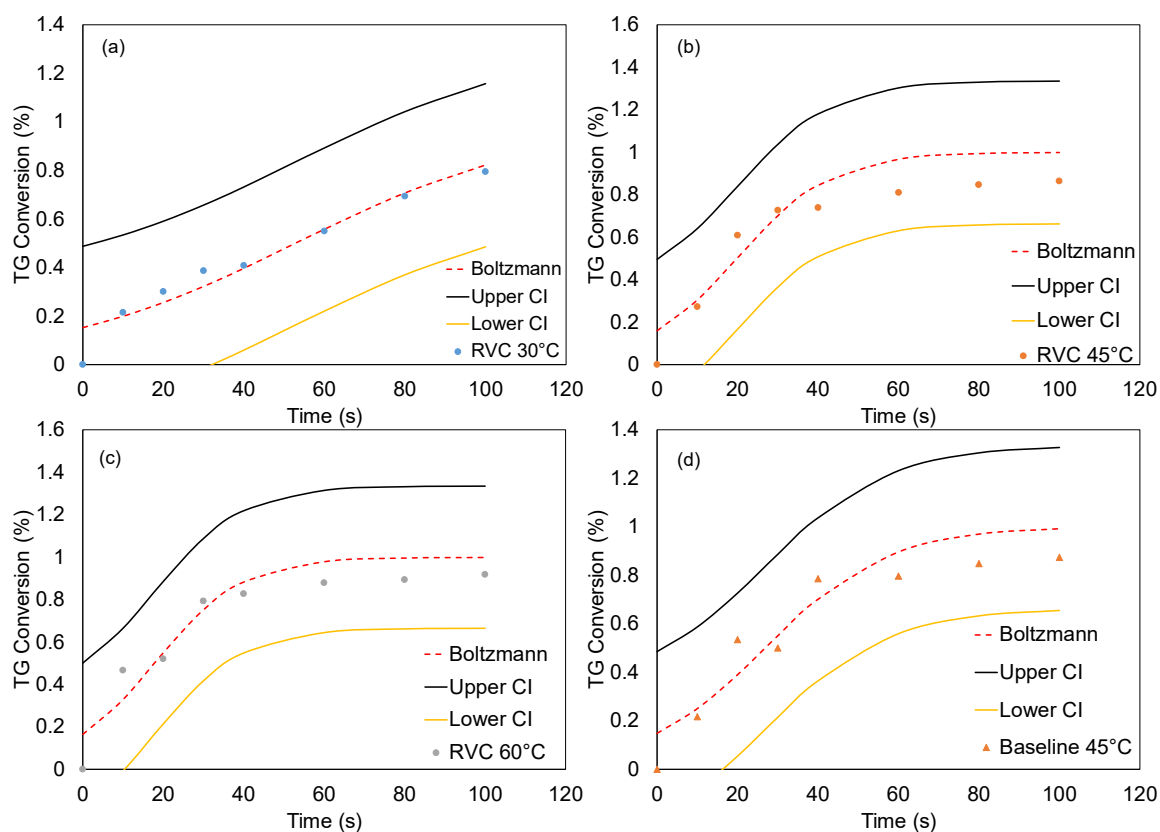 (a)
TG Conversion (%)
1.4
1.2
1
0.8
0.6
0.4
0.2
0
0 20 40 60 80 100 120
Time (s)
Boltzmann
Upper CI
Lower CI
RVC 30°C
(b)
TG Conversion (%)
1.6
1.4
1.2
1
0.8
0.6
0.4
0.2
0
0 20 40 60 80 100 120
Time (s)
Boltzmann
Upper CI
Lower CI
RVC 45°C
(c)
TG Conversion (%)
1.6
1.4
1.2
1
0.8
0.6
0.4
0.2
0
0 20 40 60 80 100 120
Time (s)
Boltzmann
Upper CI
Lower CI
RVC 60°C
(d)
TG Conversion (%)
1.4
1.2
1
0.8
0.6
0.4
0.2
0
0 20 40 60 80 100 120
Time (s)
Boltzmann
Upper CI
Lower CI
Baseline 45°C